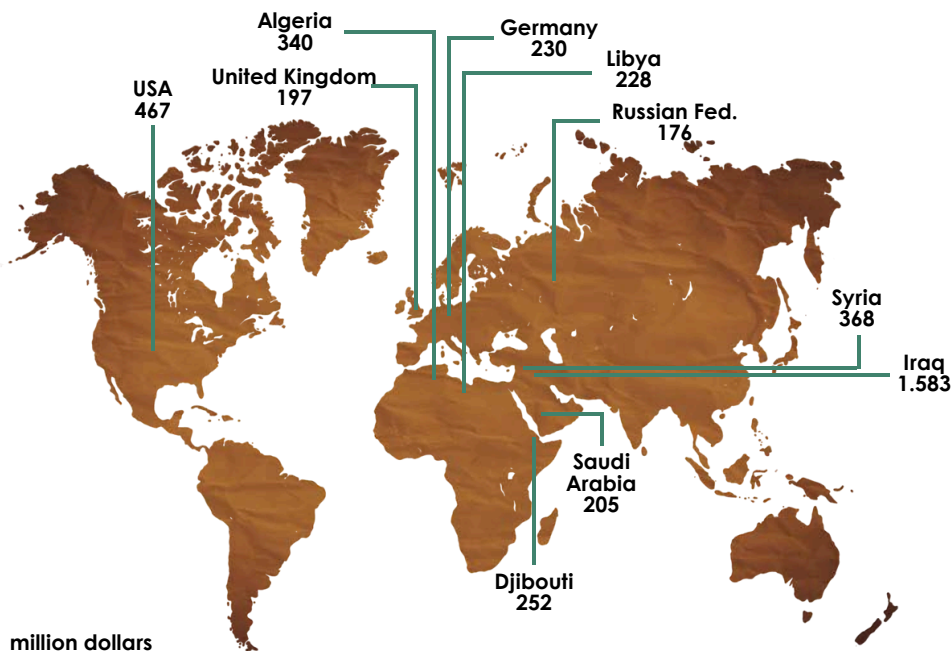 Algeria
340
Germany
230
Libya
228
United Kingdom
197
USA
467
Russian Fed.
176
Syria
368
Iraq
1.583
Saudi
Arabia
205
Djibouti
252
million dollars